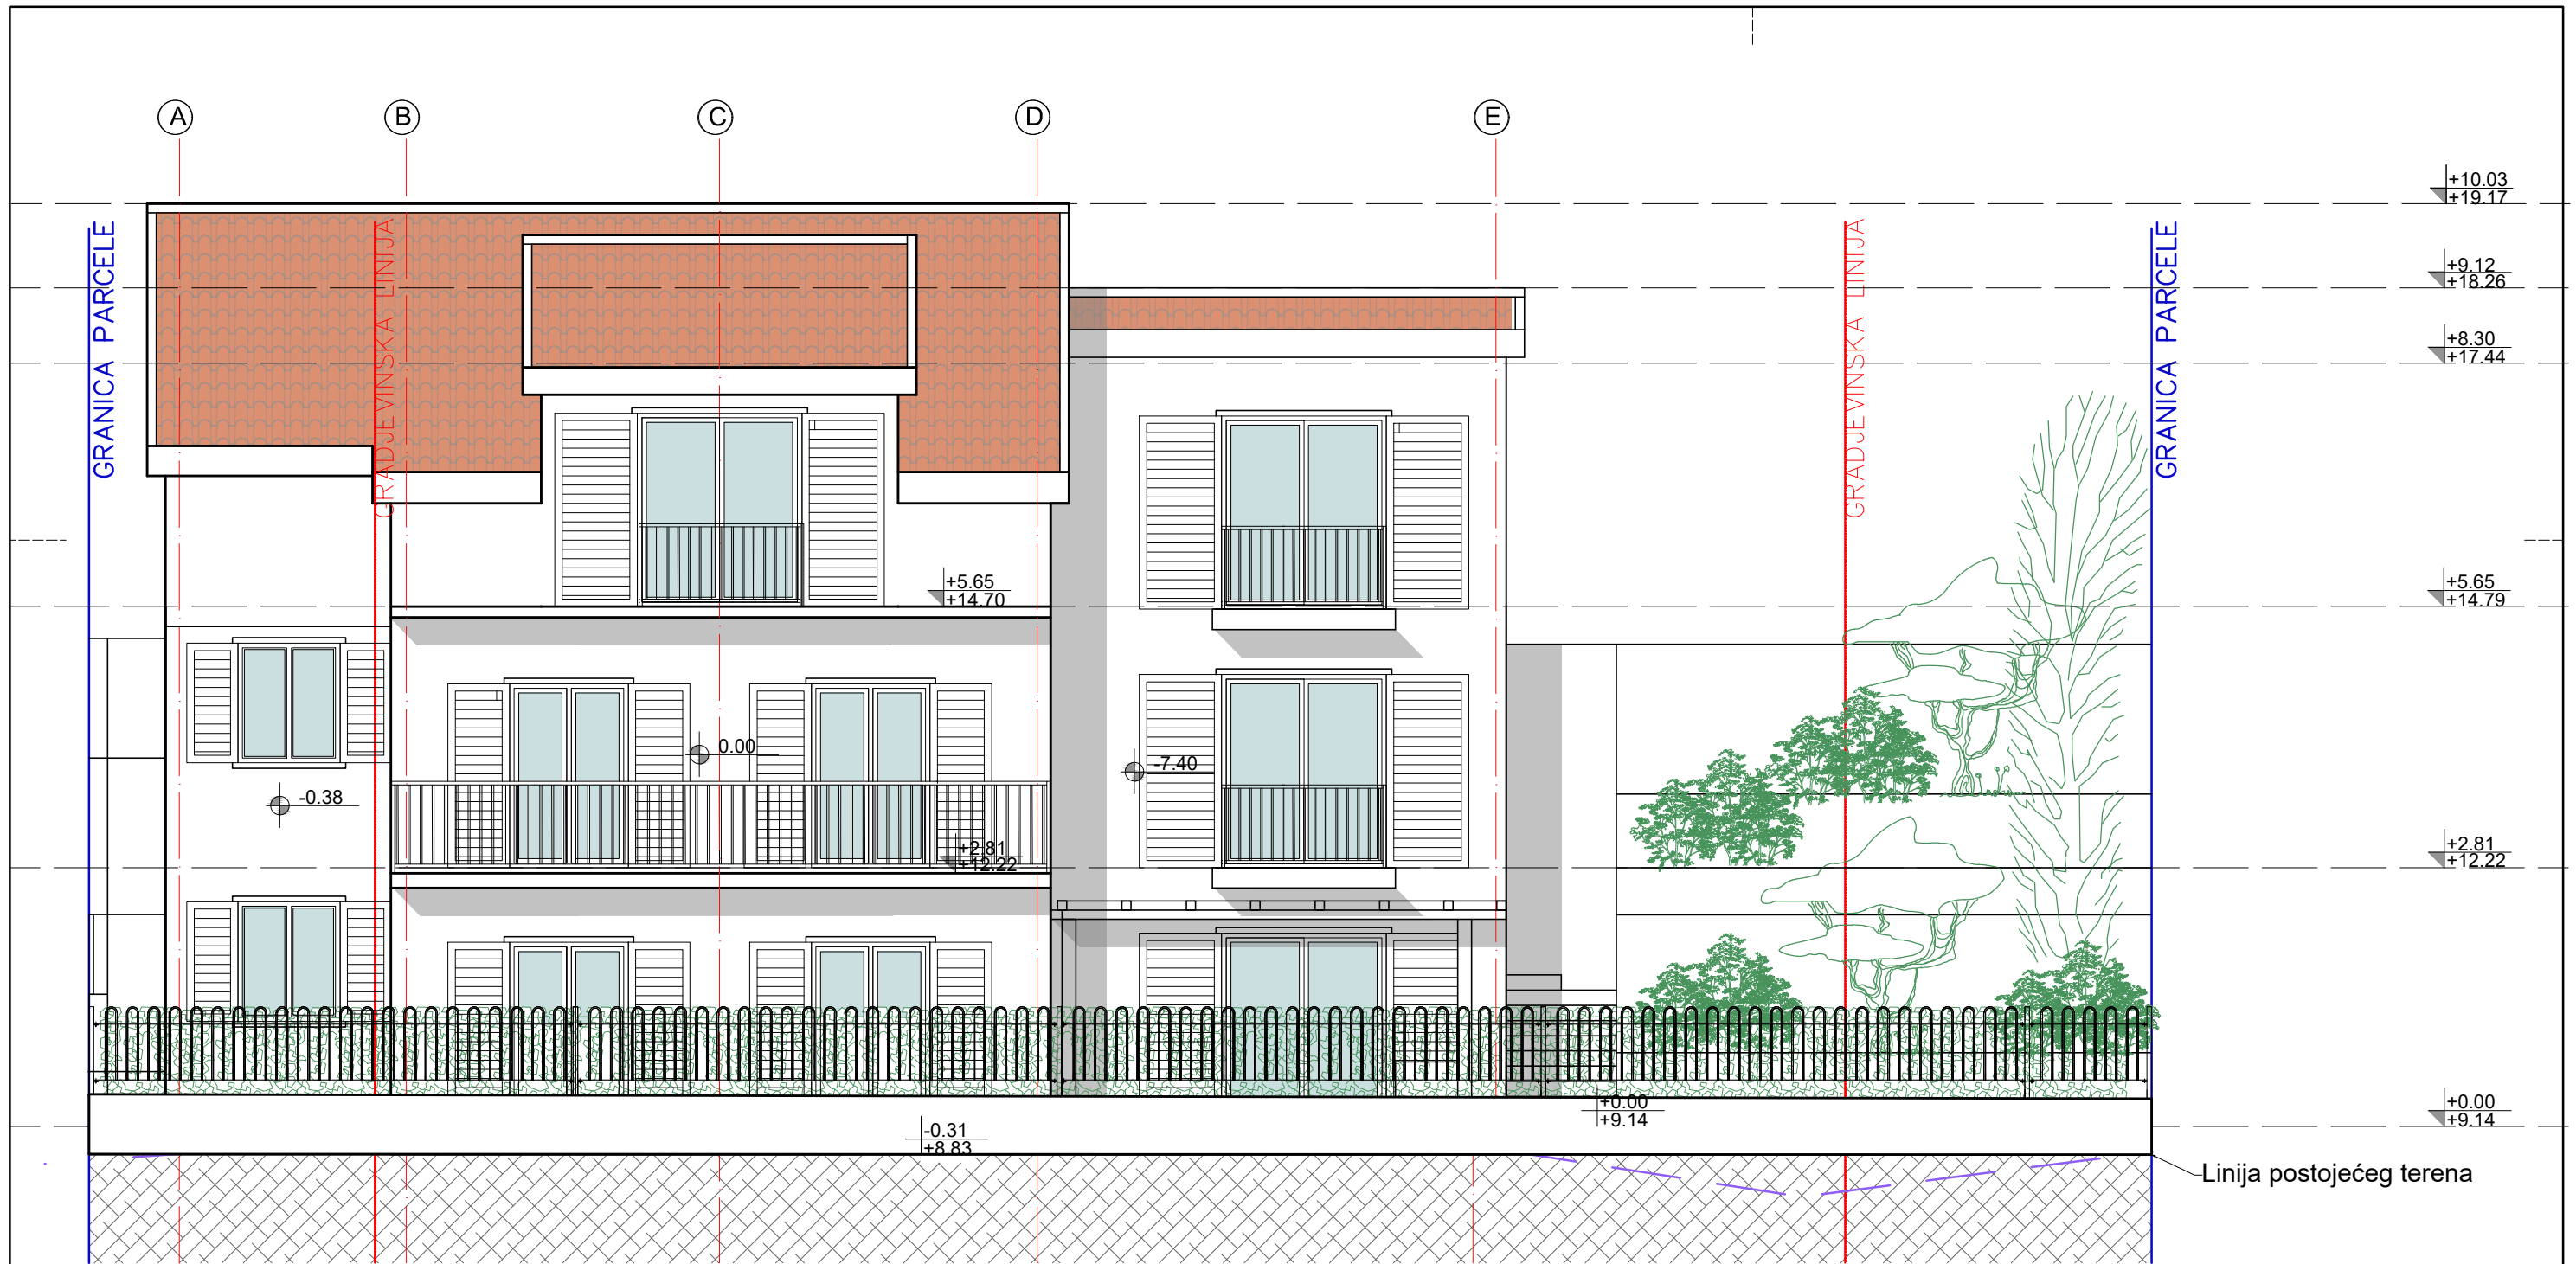 A
B
C
D
E
+10.03
+19.17
GRANICA PARCELE
GRADJEVINSKA LINIJA
GRADJEVINSKA LINIJA
GRANICA PARCELE
+9.12
+18.26
+8.30
+17.44
+5.65
+14.70
+5.65
+14.79
0.00
-7.40
-0.38
+2.81
+12.22
+2.81
+12.22
+0.00
+9.14
+0.00
+9.14
-0.31
+8.83
Linija postojećeg terena